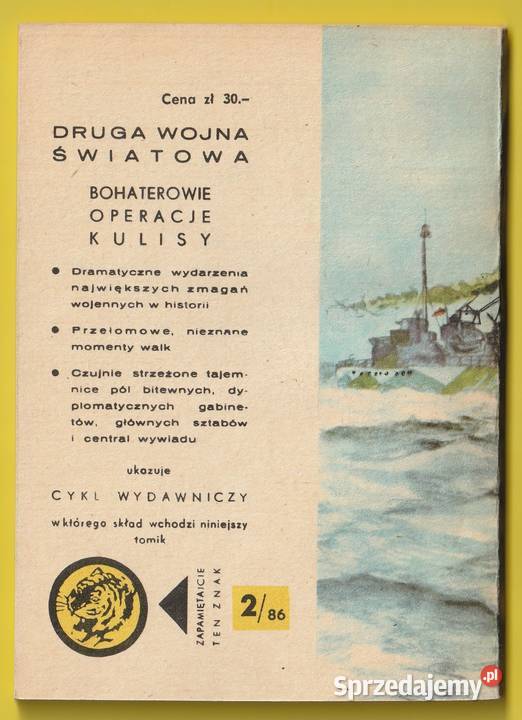 Cena zł 30.–
DRUGA WOJNA
ŚWIATOWA
BOHATEROWIE
OPERACJE
KULISY
● Dramatyczne wydarzenia
największych zmagań
wojennych w historii
● Przełomowe, nieznane
momenty walk
● Czujnie strzeżone tajem-
nice pól bitewnych, dy-
plomatycznych gabine-
tów, głównych sztabów
i central wywiadu
ukazuje
CYKL WYDAWNICZY
w którego skład wchodzi niniejszy
tomik
ZAPAMIĘTAJCIE
TEN ZNAK
2/86
Sprzedajemy.pl